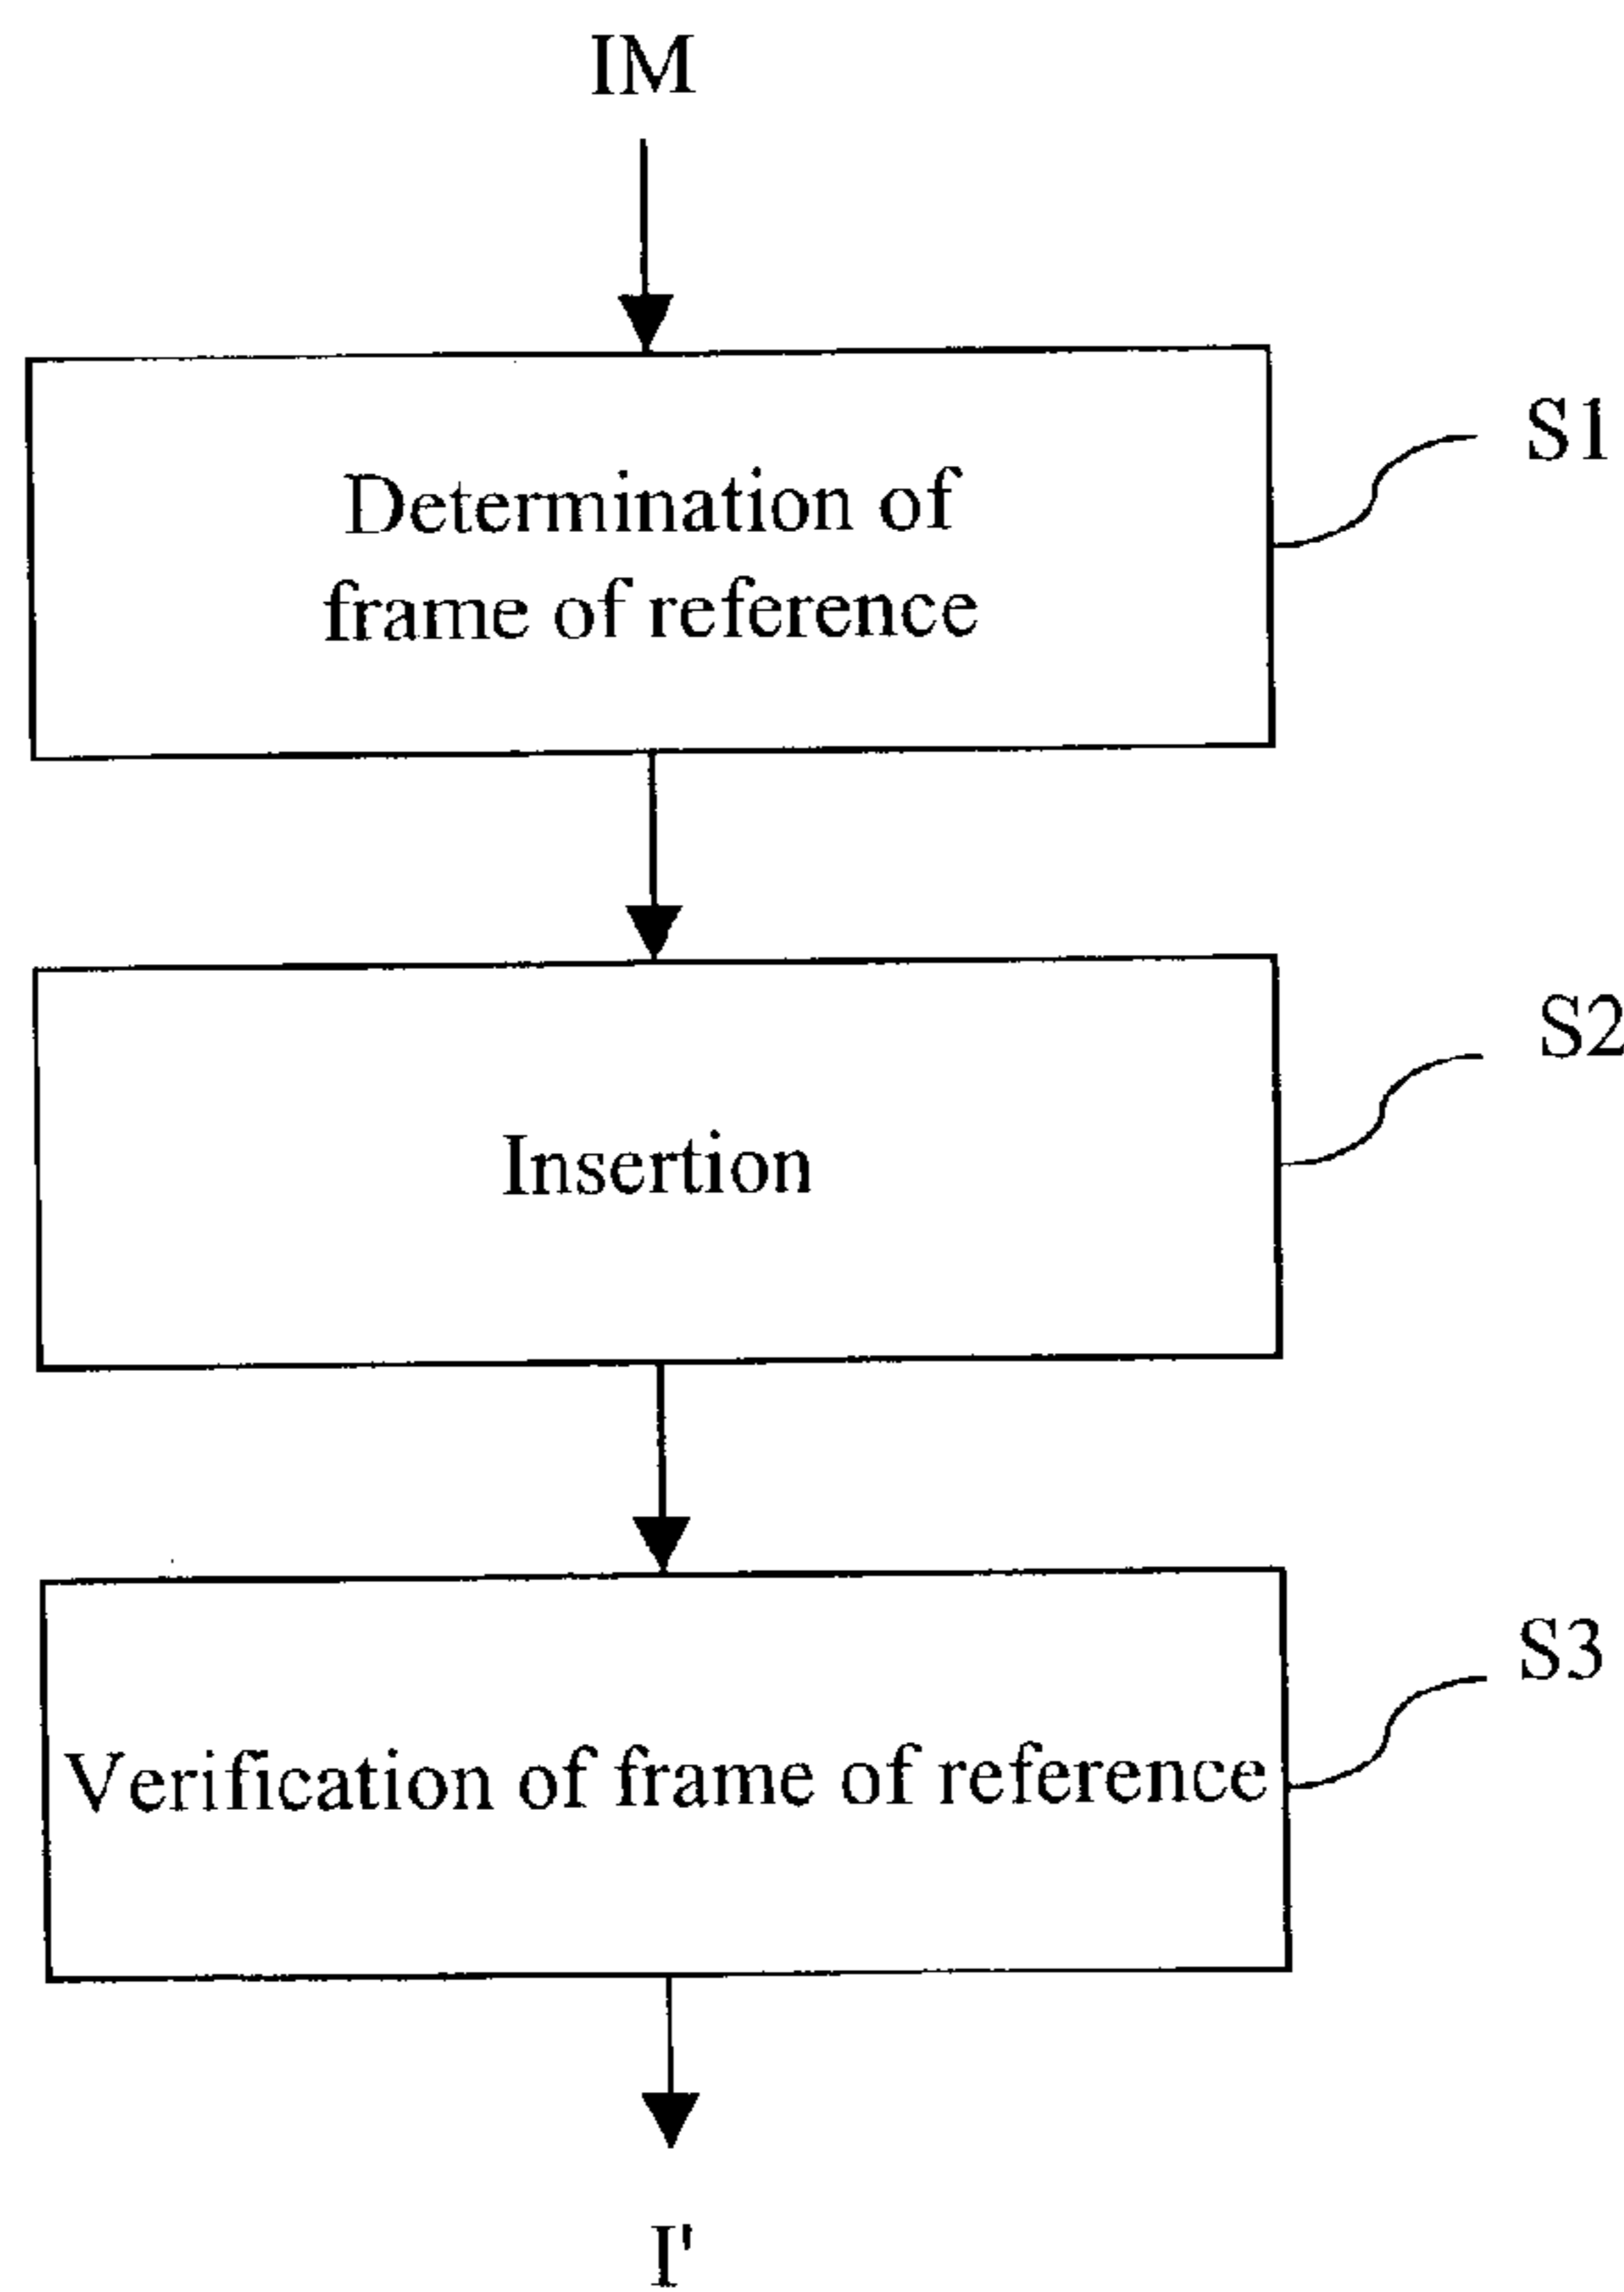 IM
S1
Determination of
frame of reference
S2
Insertion
S3
Verification of frame of reference
I'